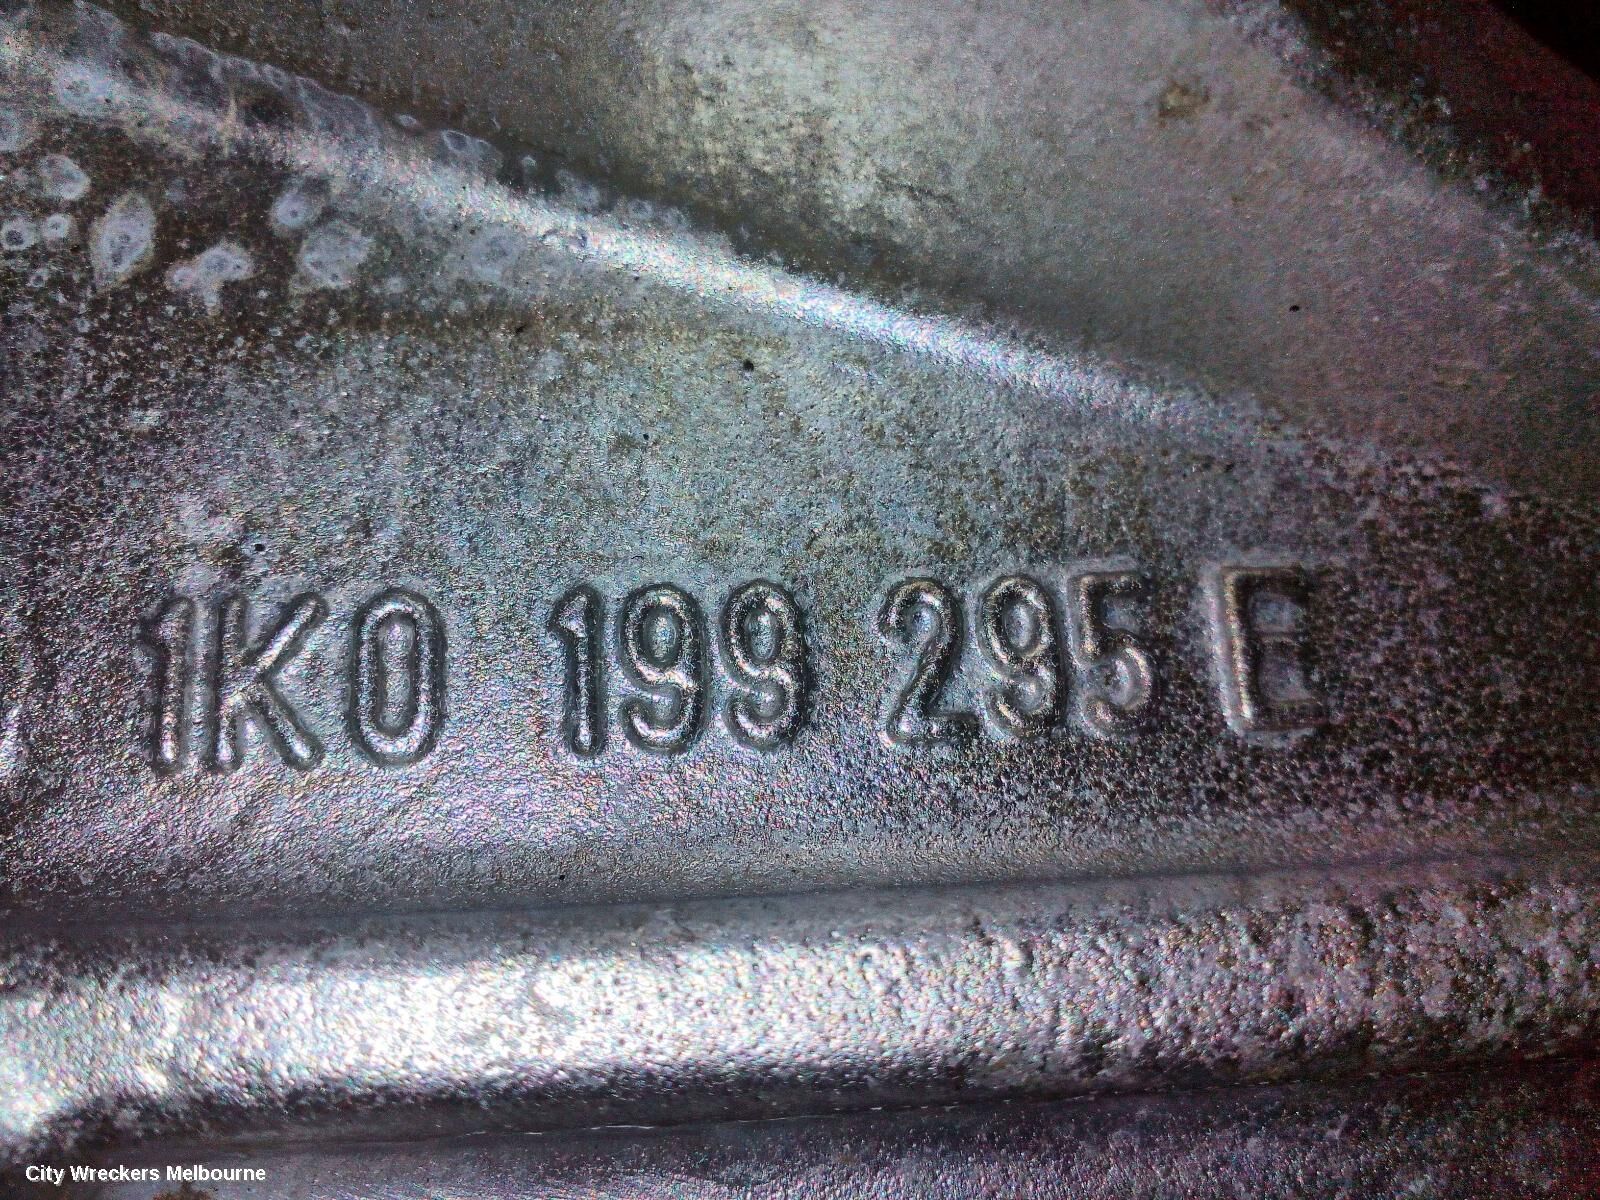 1K0 199 295 E
City Wreckers Melbourne